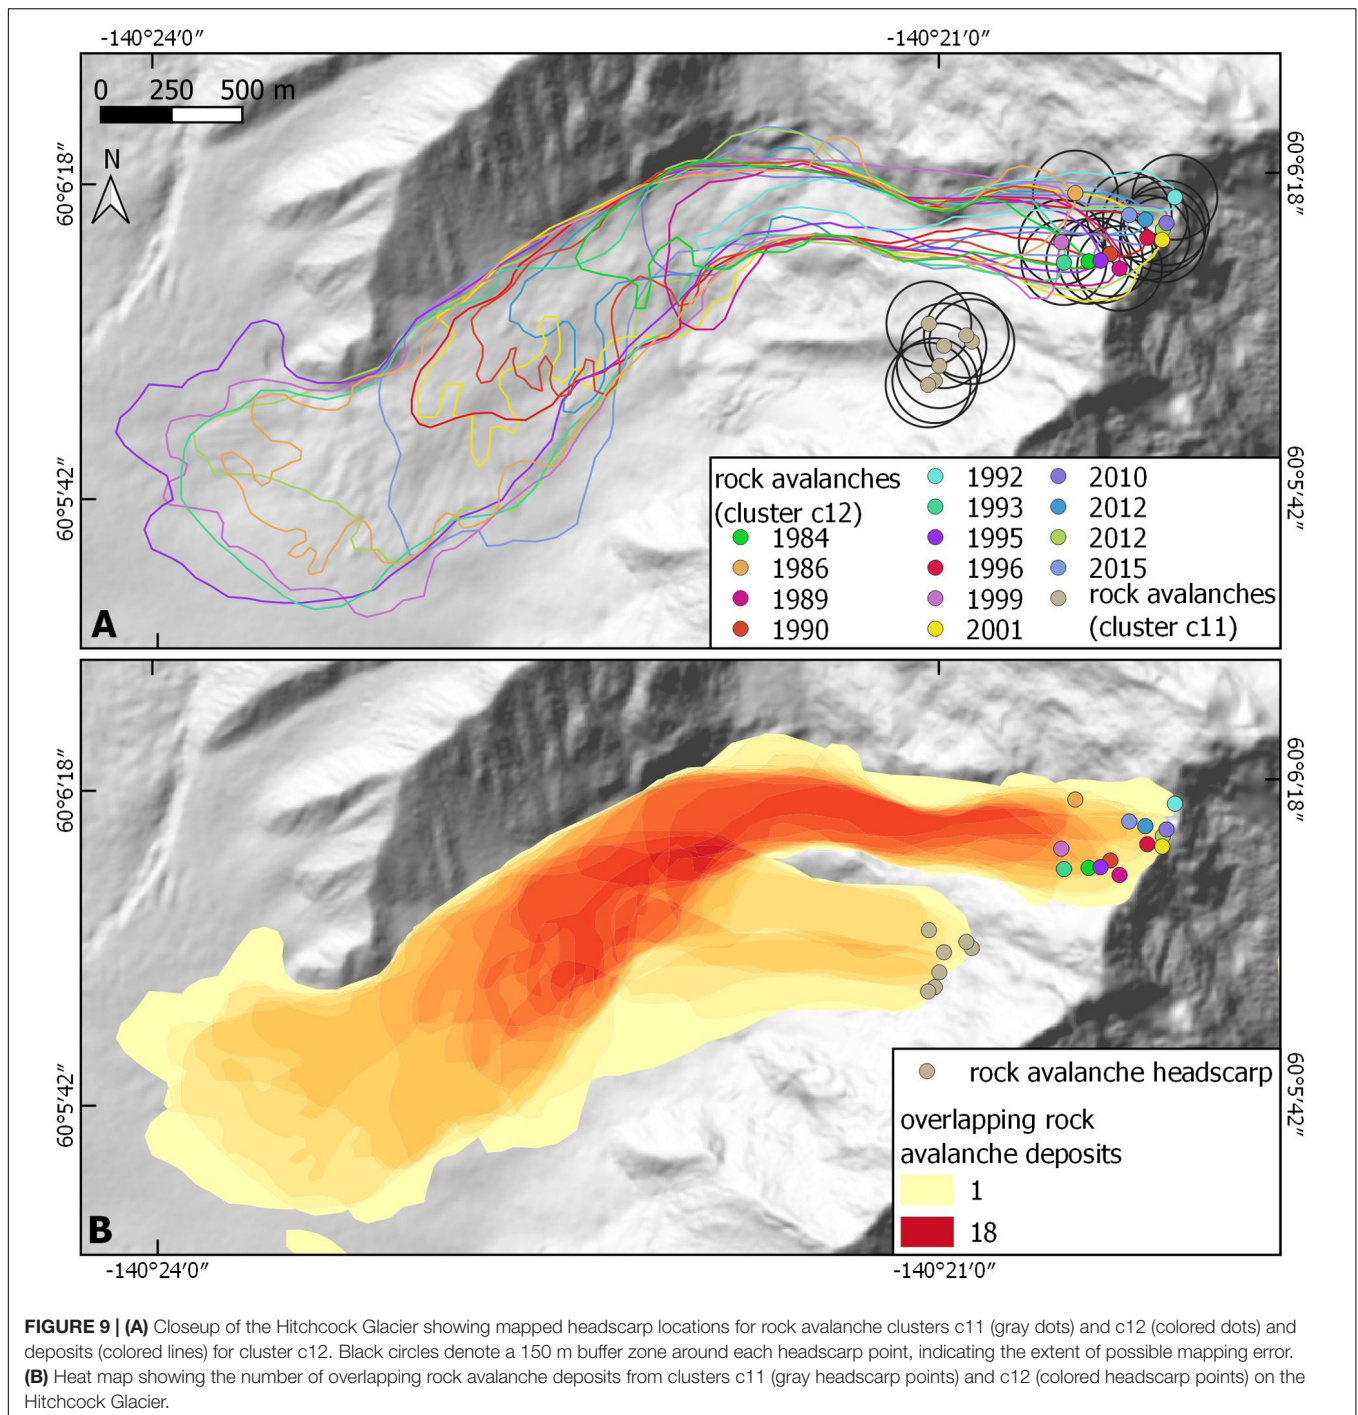 -140°24′0″
-140°21′0″
0 250 500 m
N
60°6′18″
60°6′18″
60°5′42″
60°5′42″
rock avalanches
(cluster c12)
1984
1986
1989
1990
1992
1993
1995
1996
1999
2001
2010
2012
2012
2015
rock avalanches
(cluster c11)
A
60°6′18″
60°6′18″
60°5′42″
60°5′42″
rock avalanche headscarp
overlapping rock
avalanche deposits
1
18
B
-140°24′0″
-140°21′0″
FIGURE 9 | (A) Closeup of the Hitchcock Glacier showing mapped headscarp locations for rock avalanche clusters c11 (gray dots) and c12 (colored dots) and
deposits (colored lines) for cluster c12. Black circles denote a 150 m buffer zone around each headscarp point, indicating the extent of possible mapping error.
(B) Heat map showing the number of overlapping rock avalanche deposits from clusters c11 (gray headscarp points) and c12 (colored headscarp points) on the
Hitchcock Glacier.